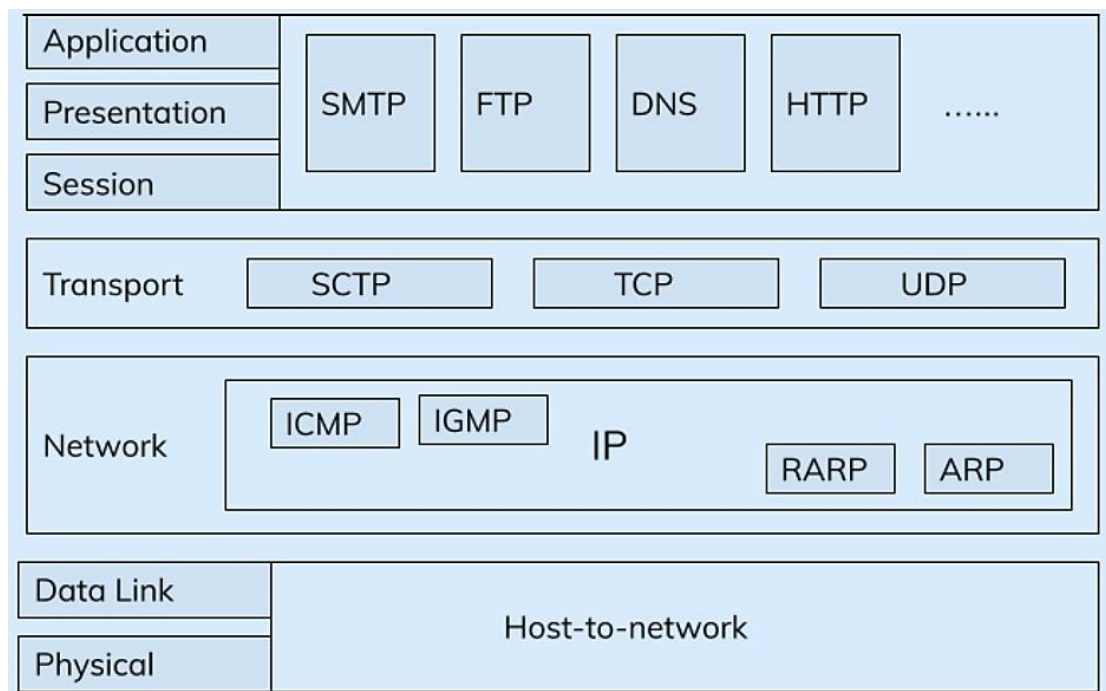 Application
Presentation
Session
SMTP FTP DNS HTTP ......
Transport SCTP TCP UDP
Network
ICMP IGMP
IP
RARP ARP
Data Link
Physical
Host-to-network